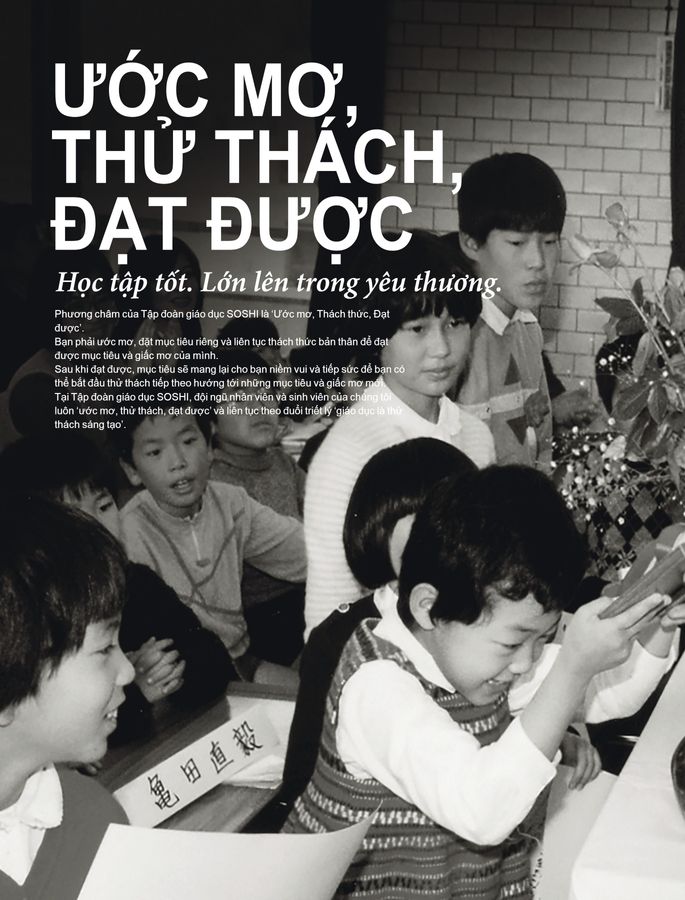 ƯỚC MƠ,
THỬ THÁCH,
ĐẠT ĐƯỢC
Học tập tốt. Lớn lên trong yêu thương.
Phương châm của Tập đoàn giáo dục SOSHI là ‘Ước mơ, Thách thức, Đạt
được’.
Bạn phải ước mơ, đặt mục tiêu riêng và liên tục thách thức bản thân để đạt
được mục tiêu và giấc mơ của mình.
Sau khi đạt được, mục tiêu sẽ mang lại cho bạn niềm vui và tiếp sức để bạn có
thể bắt đầu thử thách tiếp theo hướng tới những mục tiêu và giấc mơ mới.
Tại Tập đoàn giáo dục SOSHI, đội ngũ nhân viên và sinh viên của chúng tôi
luôn ‘ước mơ, thử thách, đạt được’ và liên tục theo đuổi triết lý ‘giáo dục là thử
thách sáng tạo’.
亀田直毅